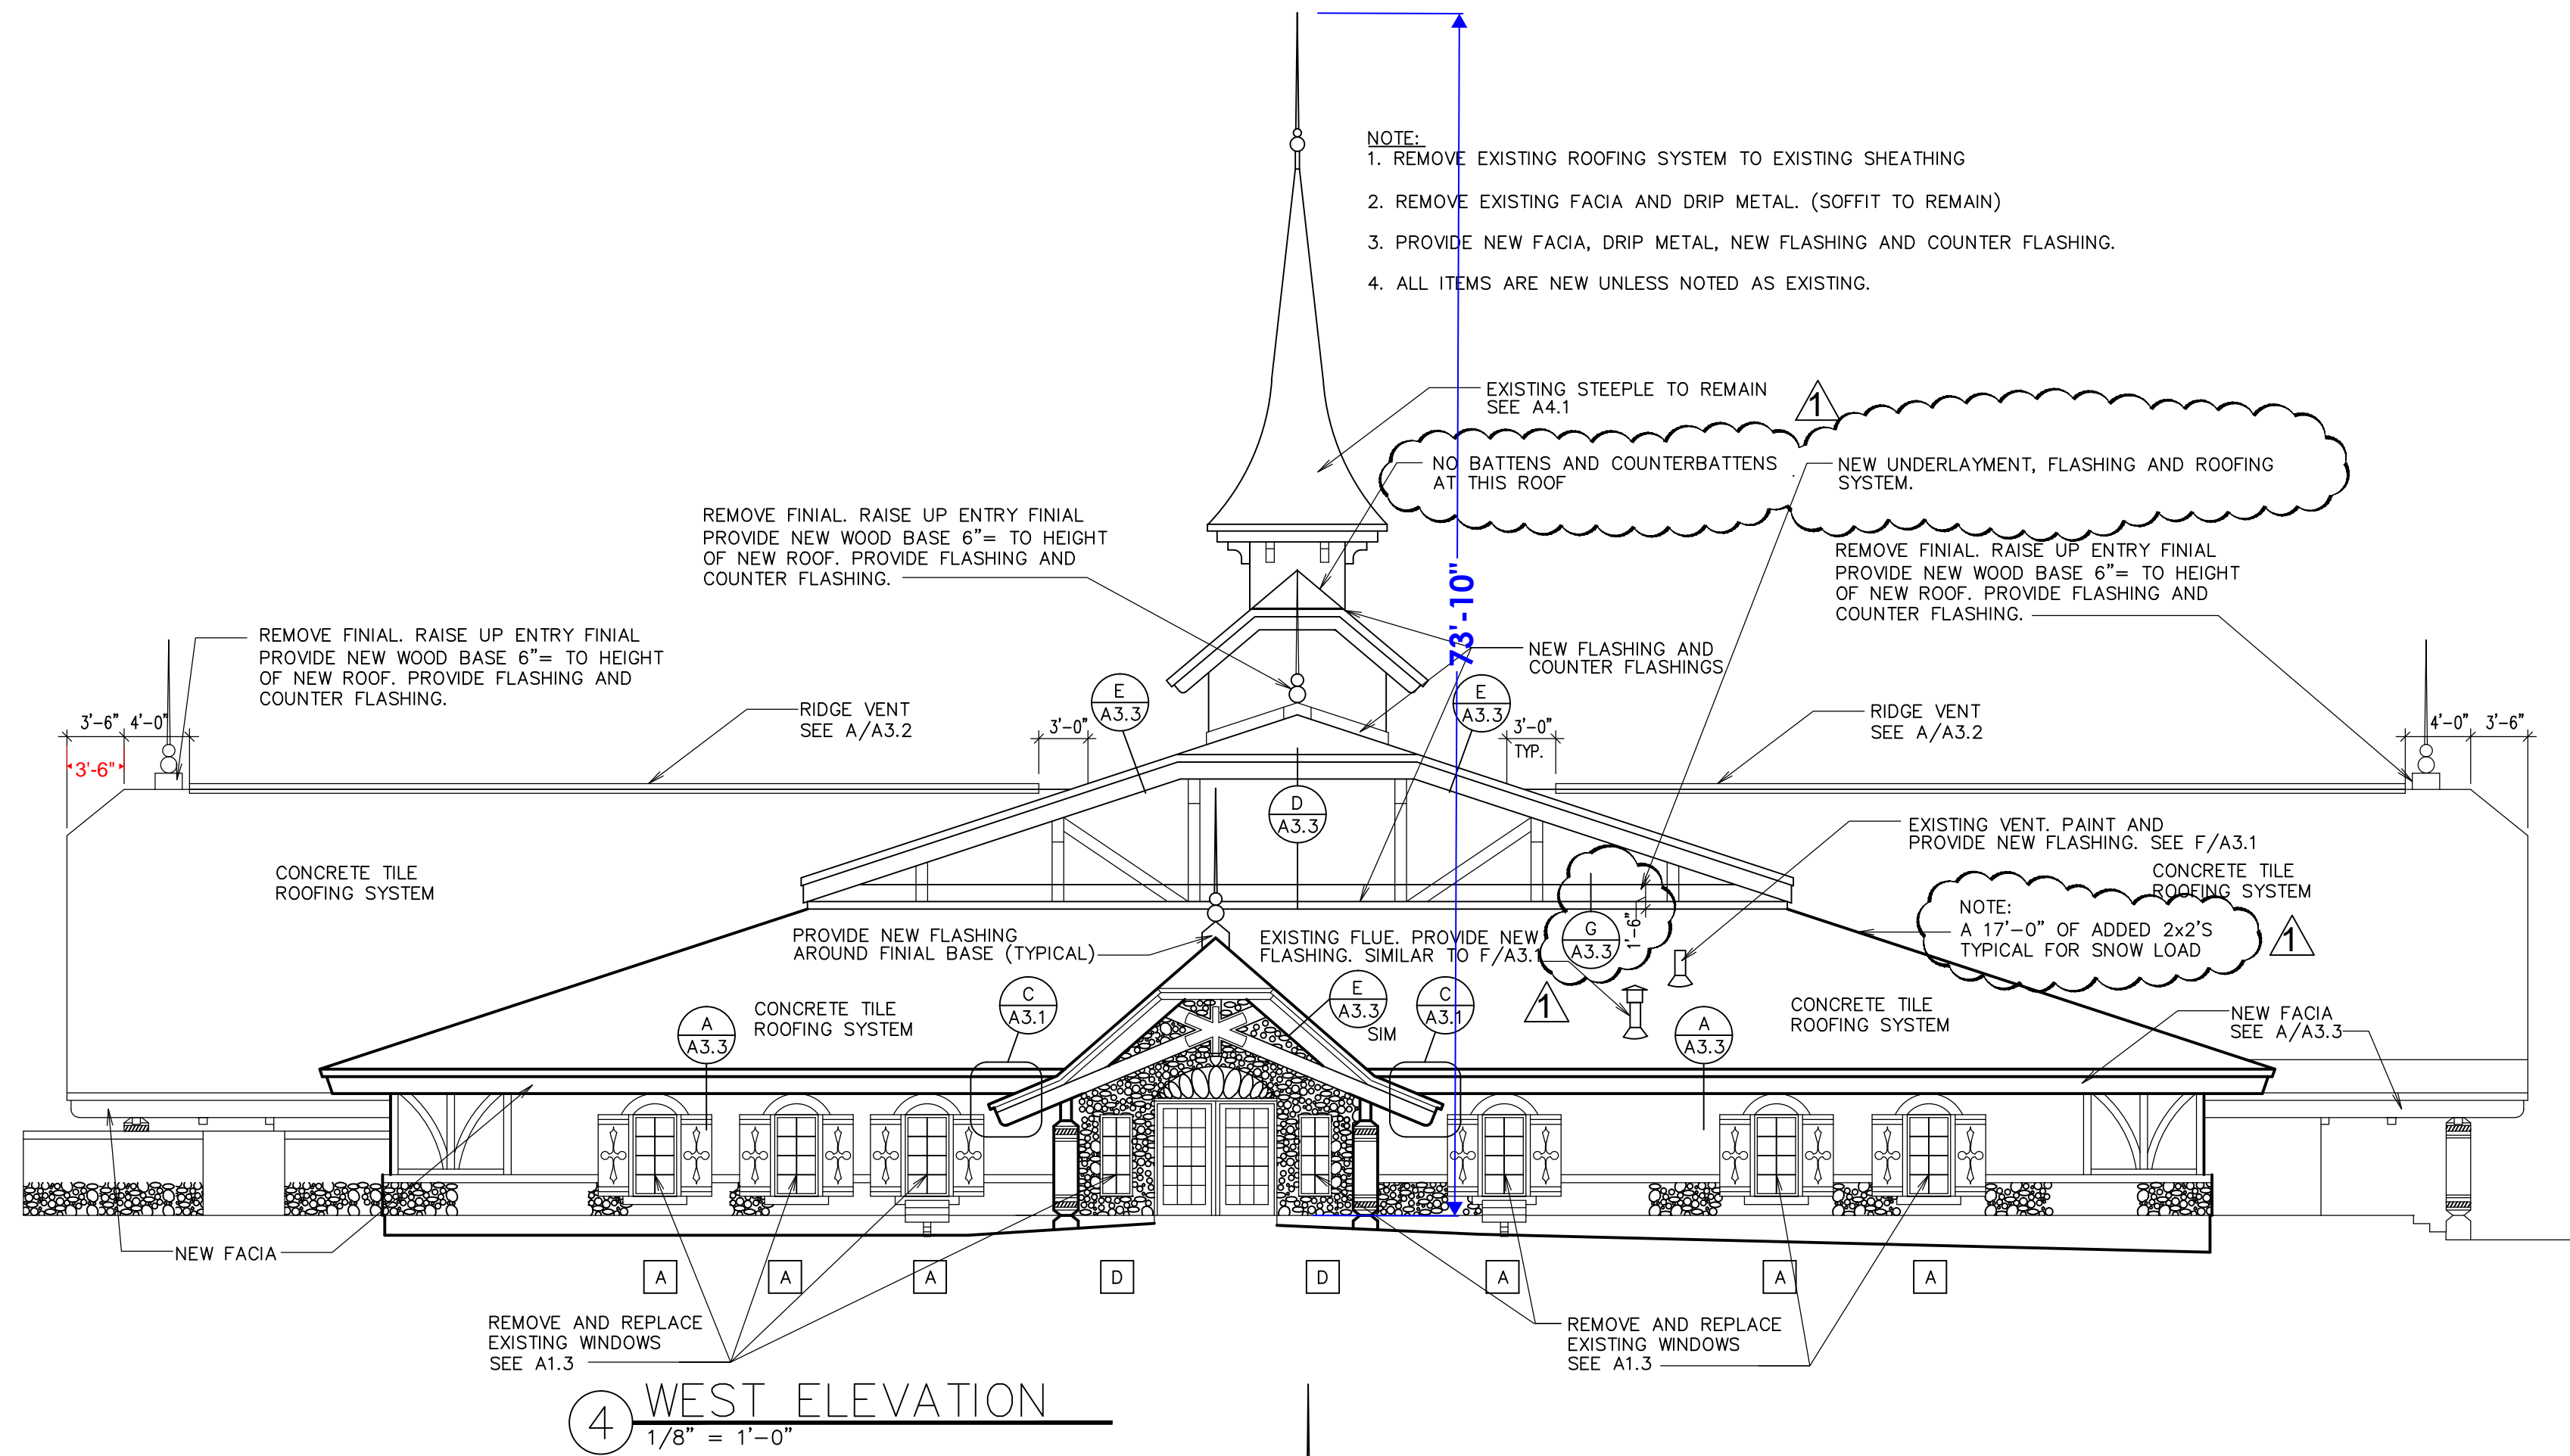 NOTE:
1. REMOVE EXISTING ROOFING SYSTEM TO EXISTING SHEATHING
2. REMOVE EXISTING FACIA AND DRIP METAL. (SOFFIT TO REMAIN)
3. PROVIDE NEW FACIA, DRIP METAL, NEW FLASHING AND COUNTER FLASHING.
4. ALL ITEMS ARE NEW UNLESS NOTED AS EXISTING.
EXISTING STEEPLE TO REMAIN
SEE A4.1
1
NO BATTENS AND COUNTERBATTENS
AT THIS ROOF
NEW UNDERLAYMENT, FLASHING AND ROOFING
SYSTEM.
REMOVE FINIAL. RAISE UP ENTRY FINIAL
PROVIDE NEW WOOD BASE 6"= TO HEIGHT
OF NEW ROOF. PROVIDE FLASHING AND
COUNTER FLASHING.
REMOVE FINIAL. RAISE UP ENTRY FINIAL
PROVIDE NEW WOOD BASE 6"= TO HEIGHT
OF NEW ROOF. PROVIDE FLASHING AND
COUNTER FLASHING.
73'-10"
REMOVE FINIAL. RAISE UP ENTRY FINIAL
PROVIDE NEW WOOD BASE 6"= TO HEIGHT
OF NEW ROOF. PROVIDE FLASHING AND
COUNTER FLASHING.
NEW FLASHING AND
COUNTER FLASHINGS
RIDGE VENT
SEE A/A3.2
E
A3.3
E
A3.3
RIDGE VENT
SEE A/A3.2
3'-6" 4'-0"
3'-6"
3'-0"
3'-0"
TYP.
4'-0" 3'-6"
D
A3.3
EXISTING VENT. PAINT AND
PROVIDE NEW FLASHING. SEE F/A3.1
CONCRETE TILE
ROOFING SYSTEM
CONCRETE TILE
ROOFING SYSTEM
NOTE:
A 17'-0" OF ADDED 2x2'S
TYPICAL FOR SNOW LOAD
1
PROVIDE NEW FLASHING
AROUND FINIAL BASE (TYPICAL)
EXISTING FLUE. PROVIDE NEW
FLASHING. SIMILAR TO F/A3.1
G
A3.3
1'-6"
1
CONCRETE TILE
ROOFING SYSTEM
A
A3.3
C
A3.1
E
A3.3
SIM
C
A3.1
A
A3.3
CONCRETE TILE
ROOFING SYSTEM
NEW FACIA
SEE A/A3.3
NEW FACIA
A
A
A
D
D
A
A
A
REMOVE AND REPLACE
EXISTING WINDOWS
SEE A1.3
REMOVE AND REPLACE
EXISTING WINDOWS
SEE A1.3
4
WEST ELEVATION
1/8" = 1'-0"